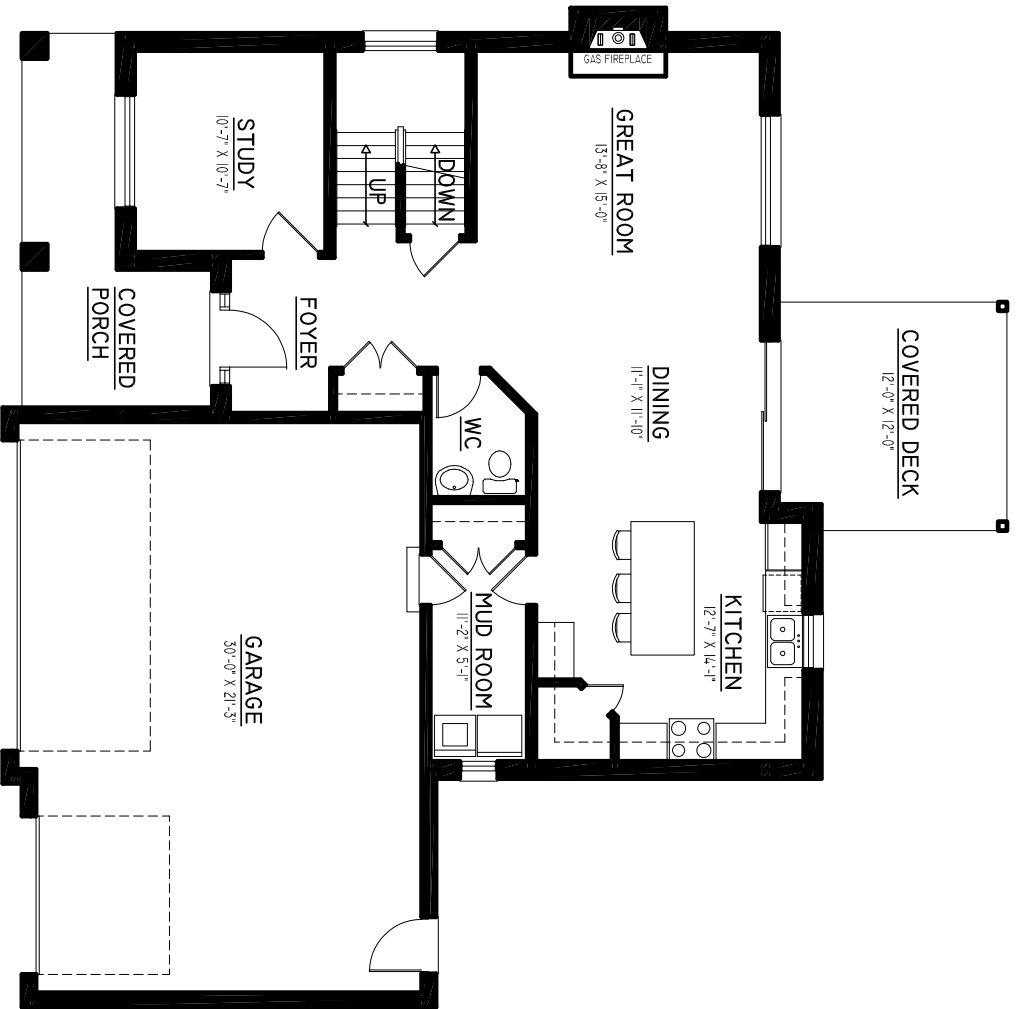 GAS FIREPLACE
GREAT ROOM
13'-8" X 15'-0"
STUDY
10'-7" X 10'-7"
DOWN
UP
COVERED
PORCH
FOYER
COVERED DECK
12'-0" X 12'-0"
DINING
11'-1" X 11'-10"
WC
KITCHEN
12'-7" X 14'-1"
MUD ROOM
11'-2" X 5'-1"
GARAGE
30'-0" X 21'-3"